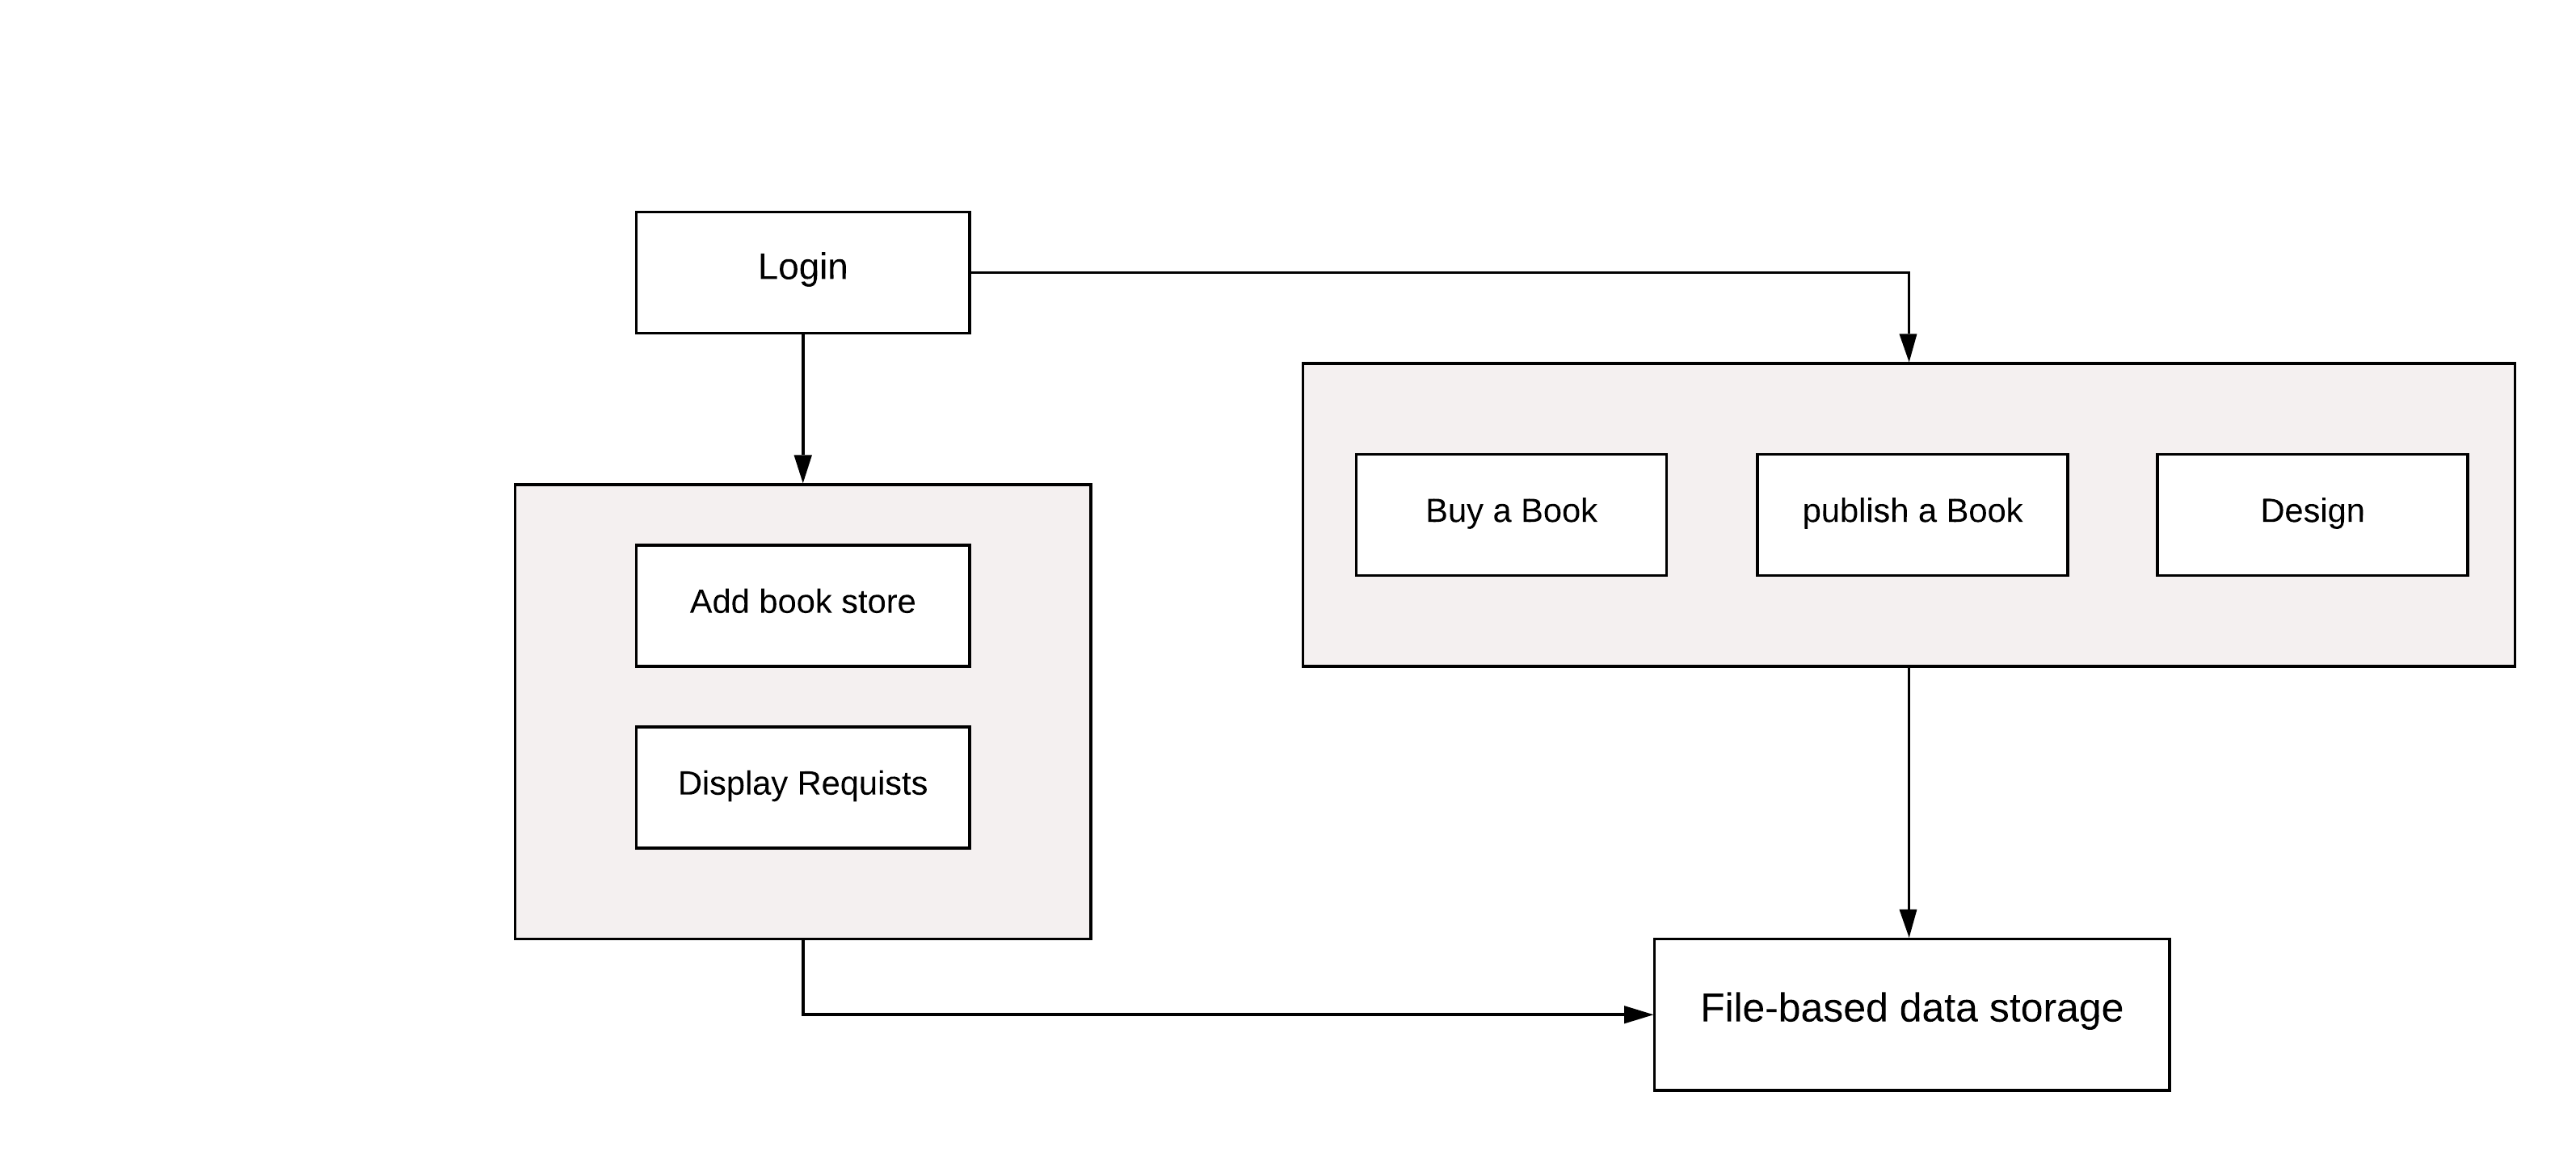 Login
Buy a Book
publish a Book
Design
Add book store
Display Requists
File-based data storage